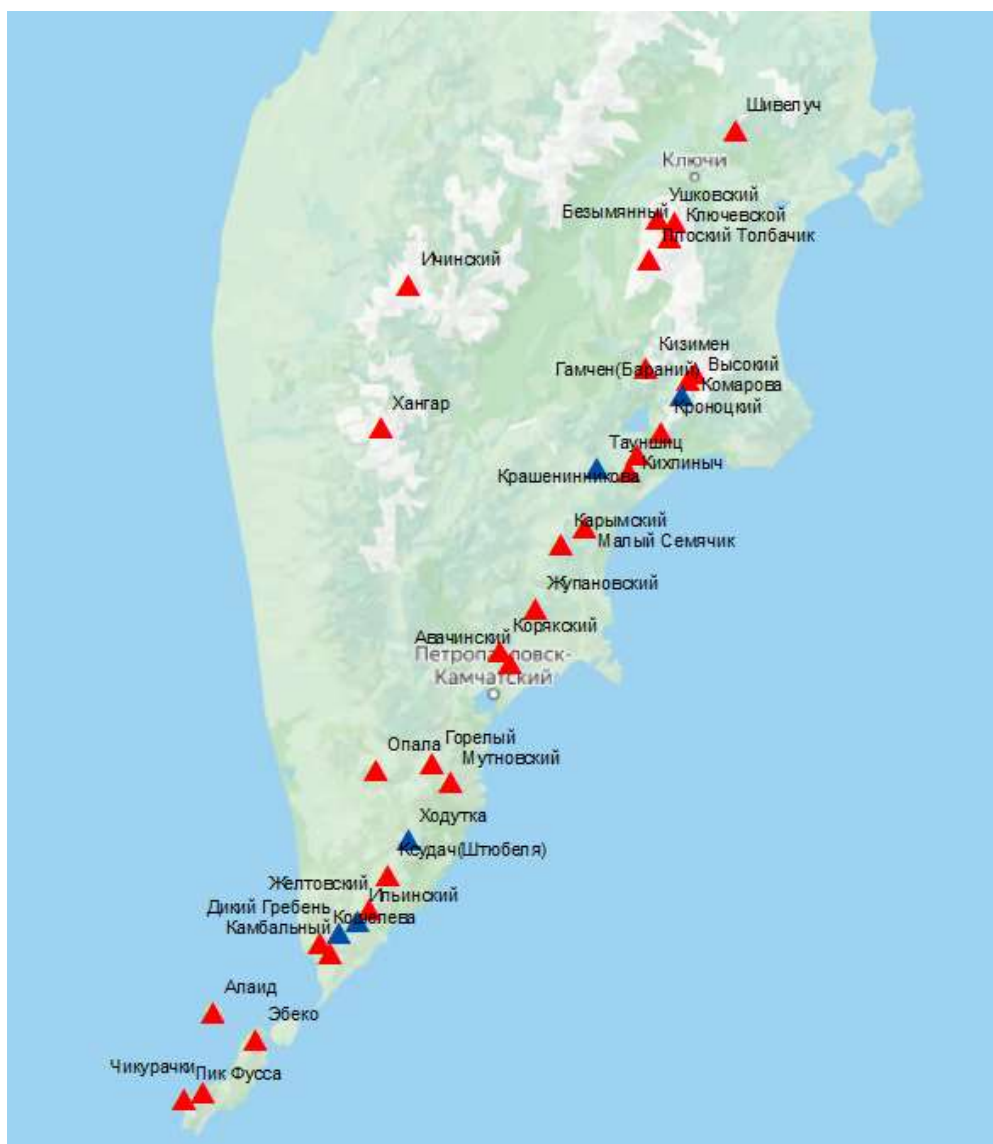 Шивелуч
Ключи
Ушковский
Безымянный
Ключевской
Плоский Толбачик
Ичинский
Кизимен
Высокий
Гамчен(Бараний)
Комарова
Хангар
Кроноцкий
Тауншиц
Кихпиныч
Крашенинникова
Карымский
Малый Семячик
Жупановский
Корякский
Авачинский
Петропавловск-
Камчатский
Опала
Горелый
Мутновский
Ходутка
Ксудач(Штюбеля)
Желтовский
Ильинский
Дикий Гребень
Кошелева
Камбальный
Алаид
Эбеко
Чикурачки
Пик Фусса